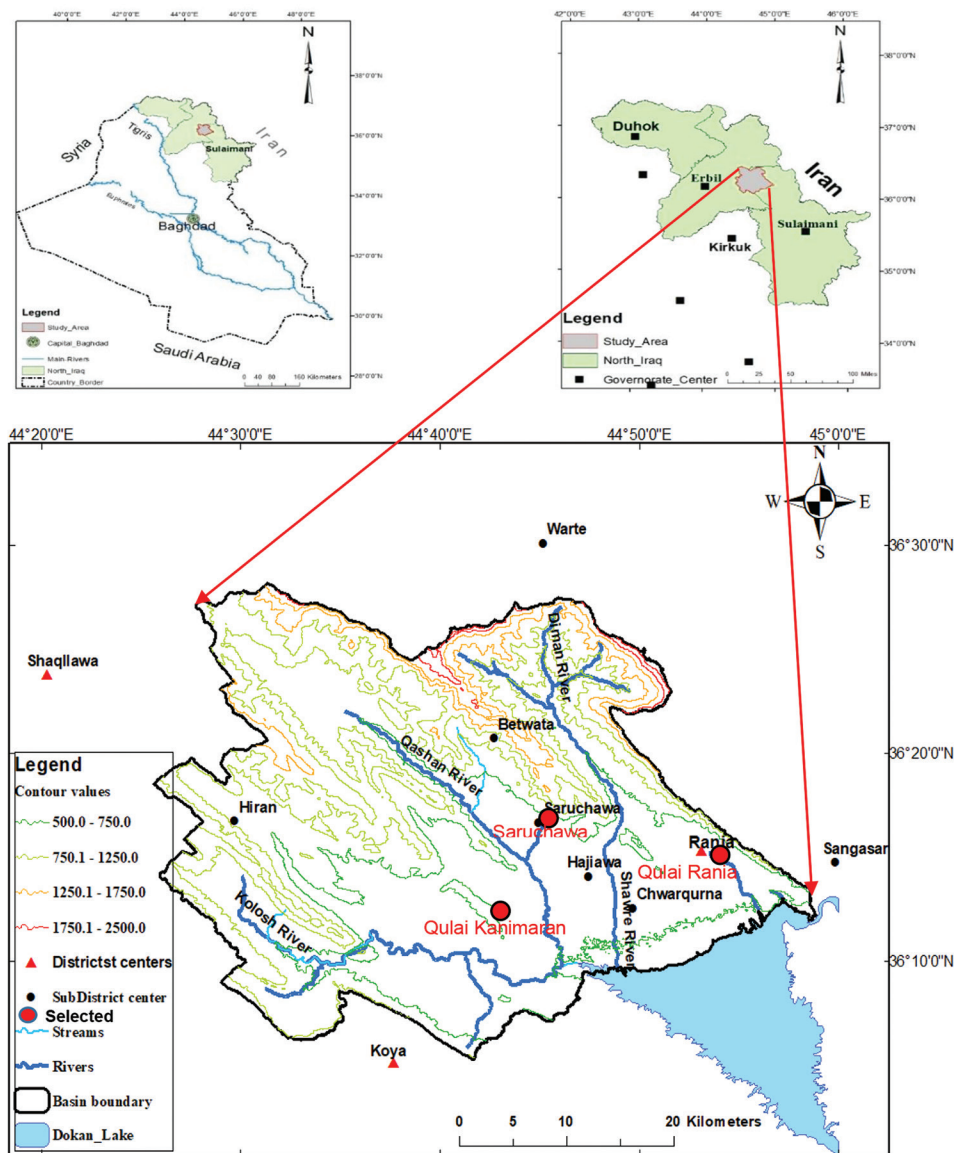 40°0'0"E 42°0'0"E 44°0'0"E 46°0'0"E 48°0'0"E
N
38°0'0"N
36°0'0"N
34°0'0"N
32°0'0"N
30°0'0"N
28°0'0"N
Syria
Tigris
Iran
Sulaimani
Euphrates
Baghdad
Saudi Arabia
Legend
Study_Area
Capital_Baghdad
Main-Rivers
North_Iraq
Country_Border
0 40 80 160 Kilometers
42°0'0"E 43°0'0"E 44°0'0"E 45°0'0"E 46°0'0"E
N
38°0'0"N
37°0'0"N
36°0'0"N
35°0'0"N
34°0'0"N
Duhok
Erbil
Iran
Sulaimani
Kirkuk
Legend
Study_Area
North_Iraq
Governorate_Center
0 25 50 100 Miles
44°20'0"E 44°30'0"E 44°40'0"E 44°50'0"E 45°0'0"E
N
W E
S
36°30'0"N
36°20'0"N
36°10'0"N
Warte
Shaqllawa
Diman River
Betwata
Qashan River
Hiran
Saruchawa
Saruchawa
Rania
Sangasar
Hajiawa
Qulai Rania
Chwarqurna
Shawre River
Qulai Kanimaran
Kolosh River
Koya
Legend
Contour values
500.0 - 750.0
750.1 - 1250.0
1250.1 - 1750.0
1750.1 - 2500.0
Districtst centers
SubDistrict center
Selected
Streams
Rivers
Basin boundary
Dokan_Lake
0 5 10 20 Kilometers